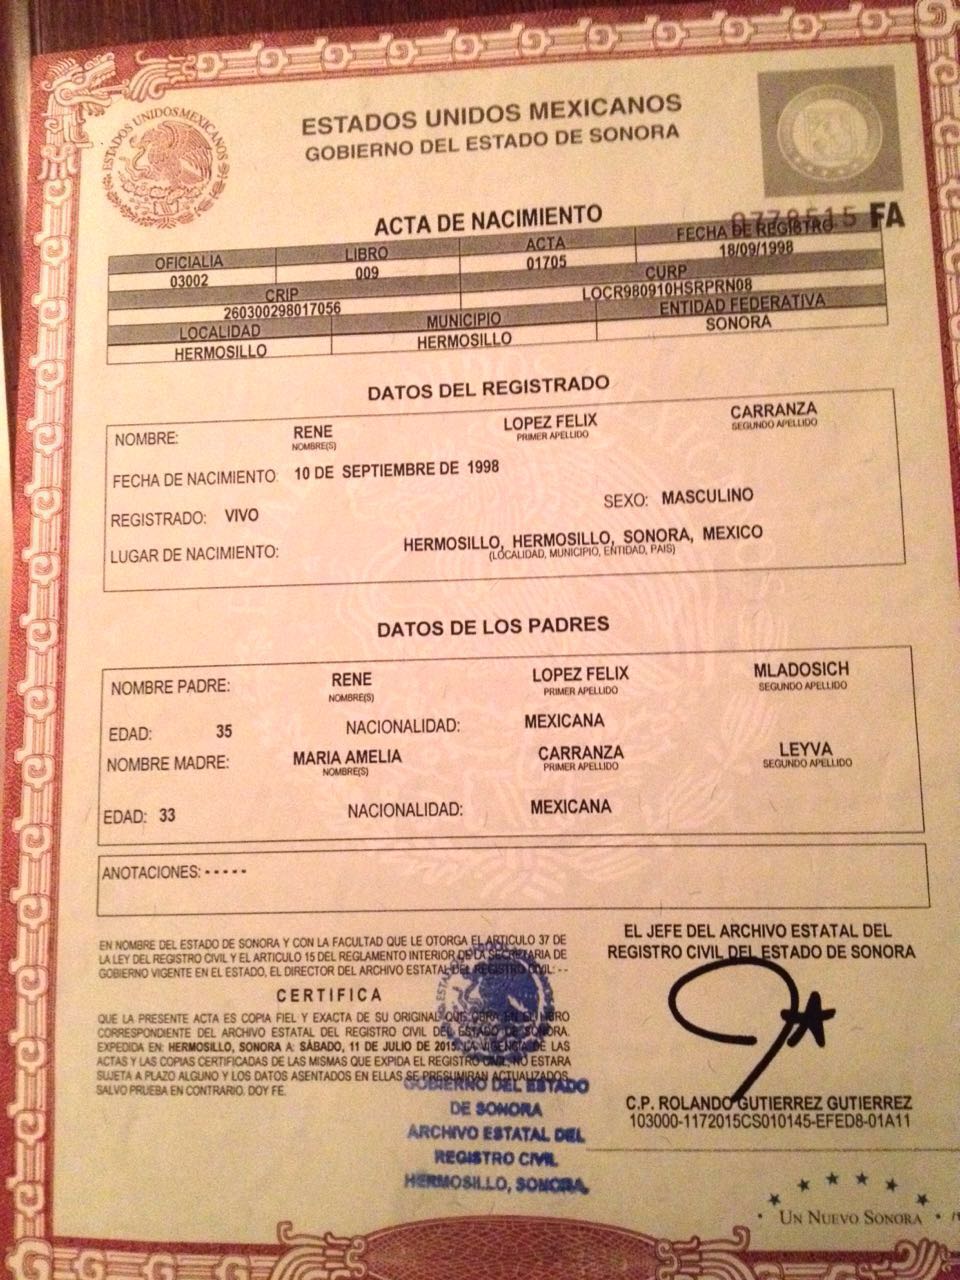 ESTADOS UNIDOS MEXICANOS
ESTADOS UNIDOS MEXICANOS
GOBIERNO DEL ESTADO DE SONORA
ACTA DE NACIMIENTO
FA
OFICIALIA LIBRO ACTA FECHA DE REGISTRO
03002 009 01705 18/09/1998
CRIP CURP
260300298017056 LOCR980910HSRPRN08
LOCALIDAD MUNICIPIO ENTIDAD FEDERATIVA
HERMOSILLO HERMOSILLO SONORA
DATOS DEL REGISTRADO
NOMBRE: RENE LOPEZ FELIX CARRANZA
NOMBRE(S) PRIMER APELLIDO SEGUNDO APELLIDO
FECHA DE NACIMIENTO: 10 DE SEPTIEMBRE DE 1998
SEXO: MASCULINO
REGISTRADO: VIVO
LUGAR DE NACIMIENTO: HERMOSILLO, HERMOSILLO, SONORA, MEXICO
(LOCALIDAD, MUNICIPIO, ENTIDAD, PAIS)
DATOS DE LOS PADRES
NOMBRE PADRE: RENE LOPEZ FELIX MLADOSICH
NOMBRE(S) PRIMER APELLIDO SEGUNDO APELLIDO
EDAD: 35 NACIONALIDAD: MEXICANA
NOMBRE MADRE: MARIA AMELIA CARRANZA LEYVA
NOMBRE(S) PRIMER APELLIDO SEGUNDO APELLIDO
EDAD: 33 NACIONALIDAD: MEXICANA
ANOTACIONES: - - - - -
EN NOMBRE DEL ESTADO DE SONORA Y CON LA FACULTAD QUE LE OTORGA EL ARTICULO 37 DE
LA LEY DEL REGISTRO CIVIL Y EL ARTICULO 15 DEL REGLAMENTO INTERIOR DE LA SECRETARIA DE
GOBIERNO VIGENTE EN EL ESTADO, EL DIRECTOR DEL ARCHIVO ESTATAL DEL REGISTRO CIVIL: - -
CERTIFICA
QUE LA PRESENTE ACTA ES COPIA FIEL Y EXACTA DE SU ORIGINAL QUE OBRA EN EL LIBRO
CORRESPONDIENTE DEL ARCHIVO ESTATAL DEL REGISTRO CIVIL DEL ESTADO DE SONORA.
EXPEDIDA EN: HERMOSILLO, SONORA A: SÁBADO, 11 DE JULIO DE 2015. LA VIGENCIA DE LAS
ACTAS Y LAS COPIAS CERTIFICADAS DE LAS MISMAS QUE EXPIDA EL REGISTRO CIVIL, NO ESTARA
SUJETA A PLAZO ALGUNO Y LOS DATOS ASENTADOS EN ELLAS SE PRESUMIRAN ACTUALIZADOS,
SALVO PRUEBA EN CONTRARIO. DOY FE.
GOBIERNO DEL ESTADO
DE SONORA
ARCHIVO ESTATAL DEL
REGISTRO CIVIL
HERMOSILLO, SONORA.
EL JEFE DEL ARCHIVO ESTATAL DEL
REGISTRO CIVIL DEL ESTADO DE SONORA
C.P. ROLANDO GUTIERREZ GUTIERREZ
103000-1172015CS010145-EFED8-01A11
UN NUEVO SONORA